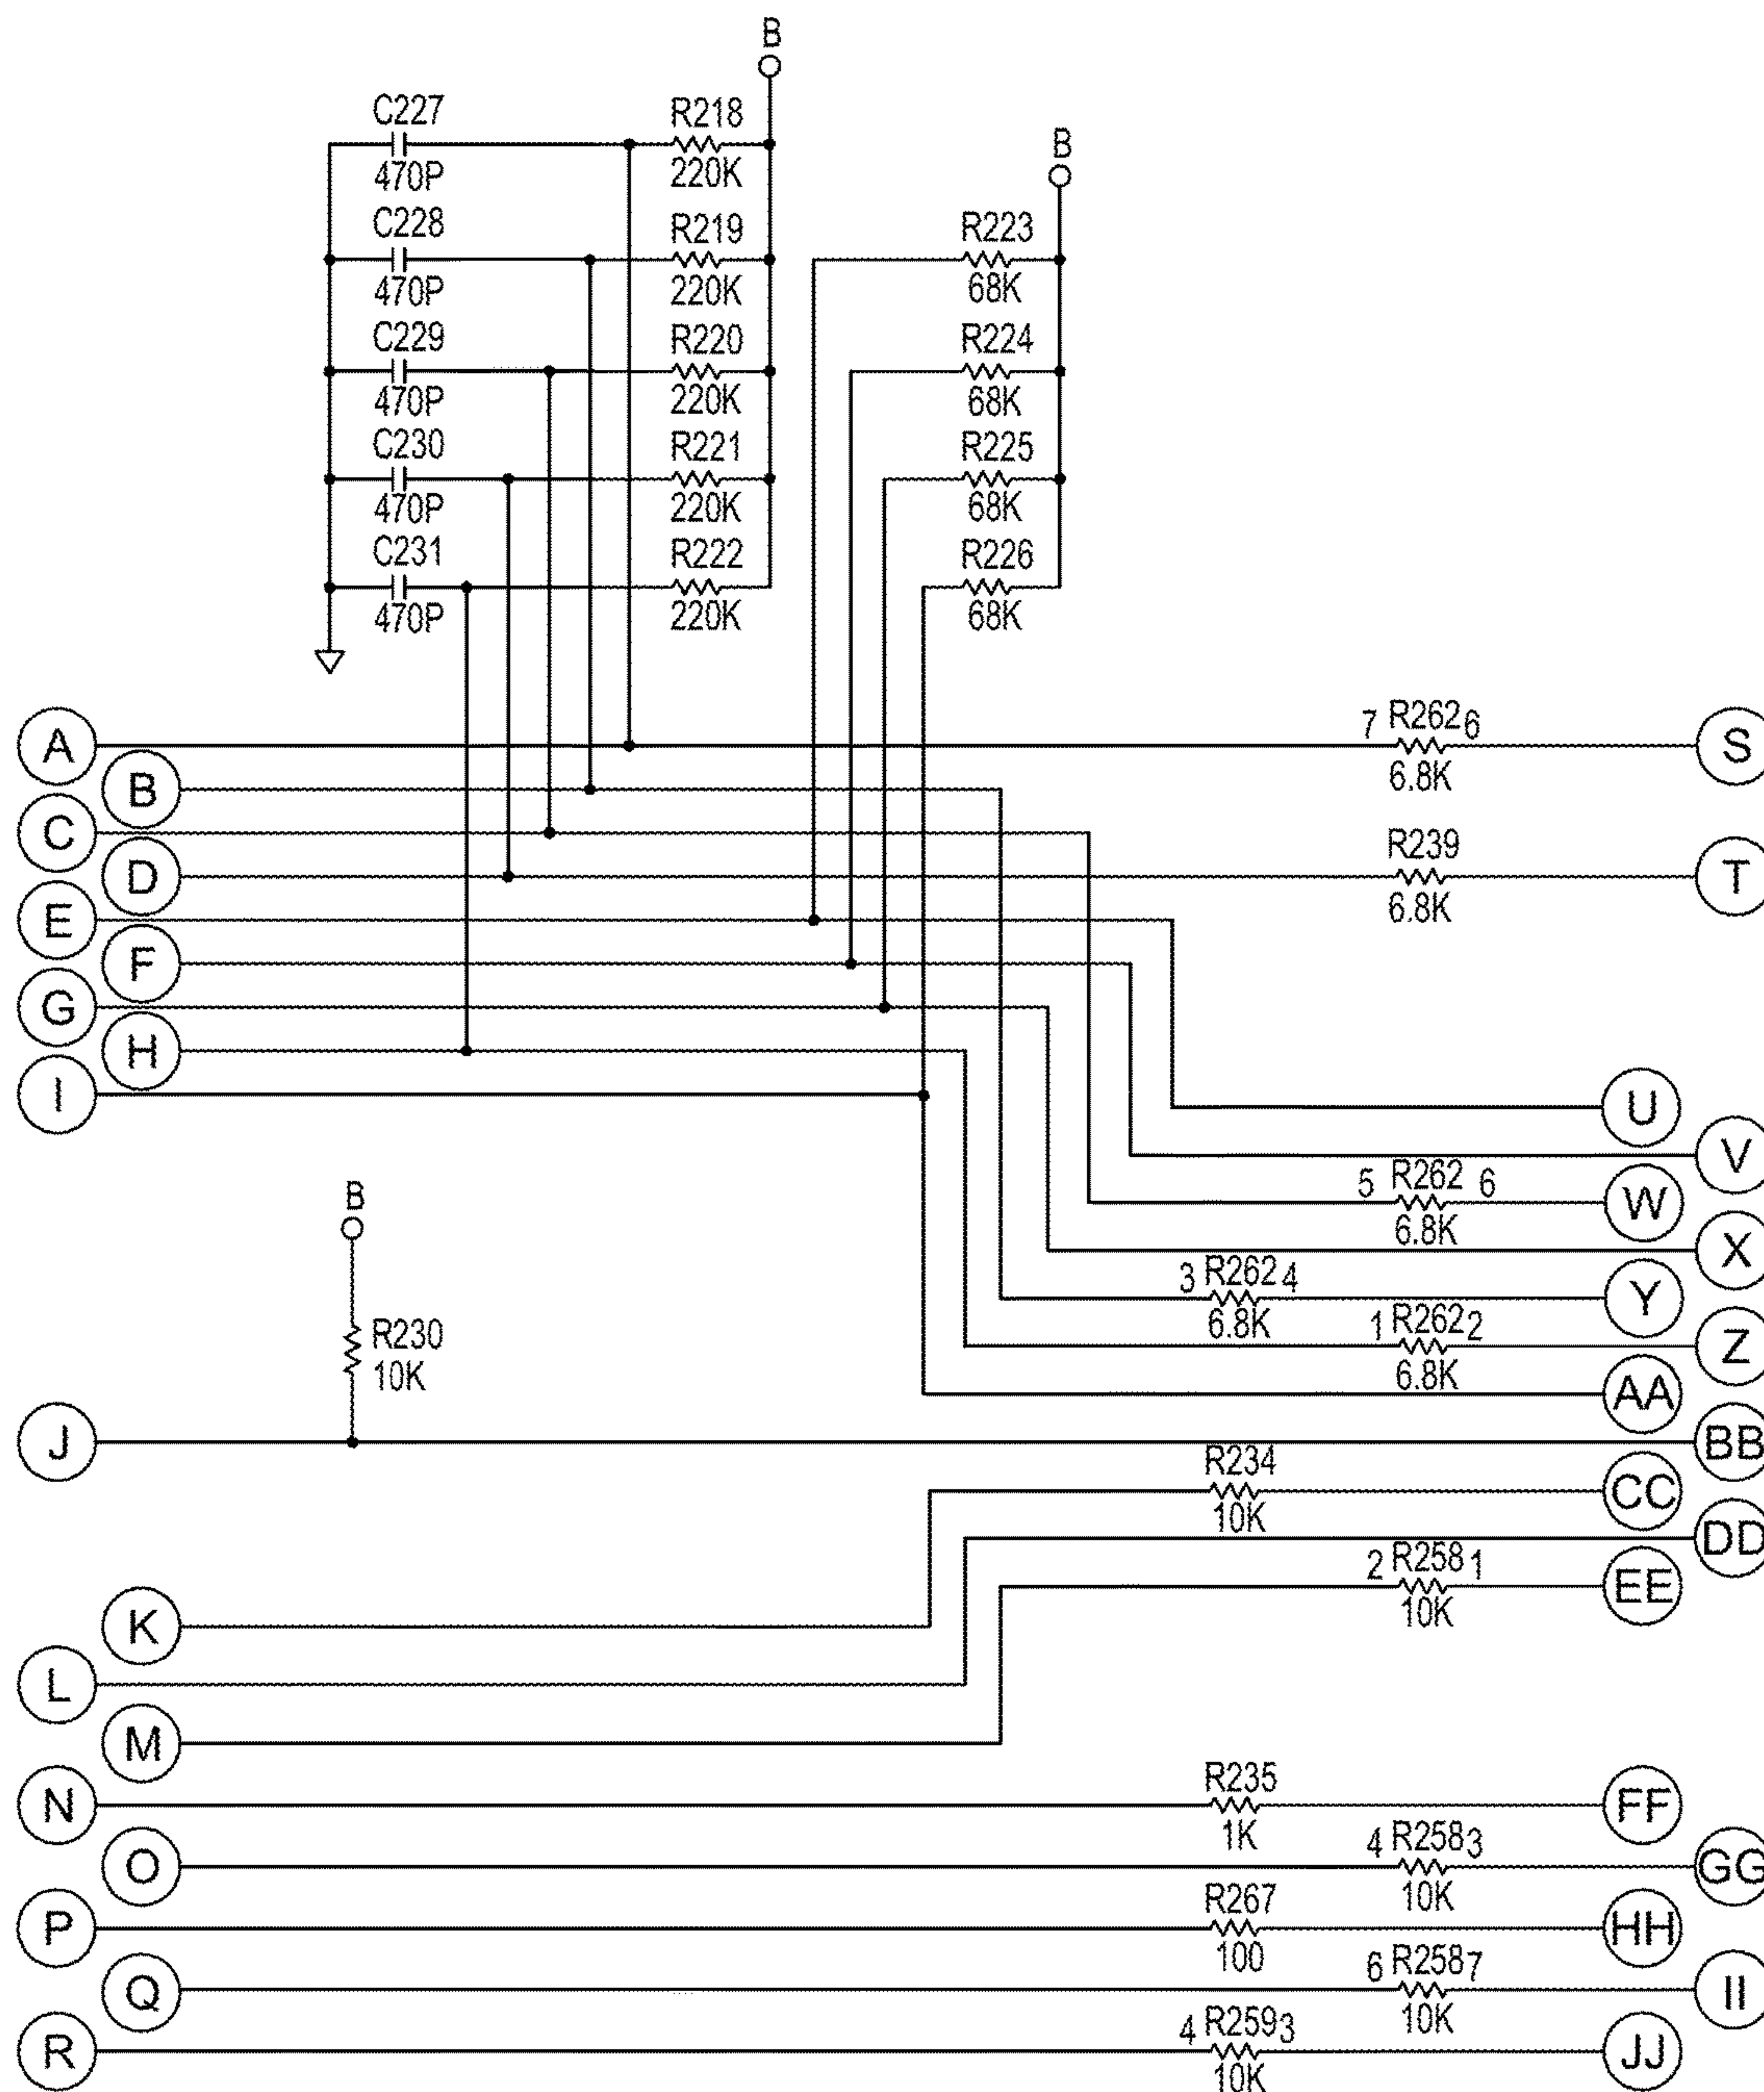 B
C227
R218
470P
220K
B
C228
R219
R223
470P
220K
68K
C229
R220
R224
470P
220K
68K
C230
R221
R225
470P
220K
68K
C231
R222
R226
470P
220K
68K
A
7 R262 6
S
6.8K
B
C
R239
D
T
6.8K
E
F
G
H
I
U
V
B
5 R262 6
W
6.8K
X
3 R262 4
Y
6.8K
R230
10K
1 R262 2
Z
6.8K
AA
J
BB
R234
CC
10K
DD
2 R258 1
EE
10K
K
L
M
R235
N
FF
1K
4 R258 3
O
GG
10K
R267
P
HH
100
6 R258 7
Q
II
10K
4 R259 3
R
JJ
10K